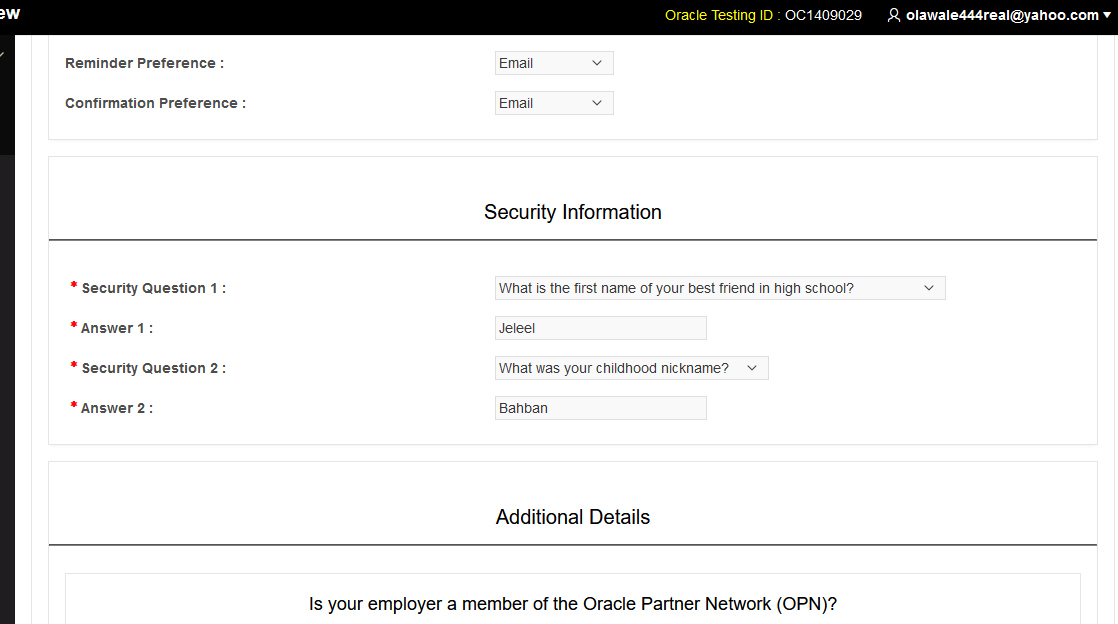 ew
Oracle Testing ID : OC1409029 olawale444real@yahoo.com
Reminder Preference : Email
Confirmation Preference : Email
Security Information
* Security Question 1 : What is the first name of your best friend in high school?
* Answer 1 : Jeleel
* Security Question 2 : What was your childhood nickname?
* Answer 2 : Bahban
Additional Details
Is your employer a member of the Oracle Partner Network (OPN)?